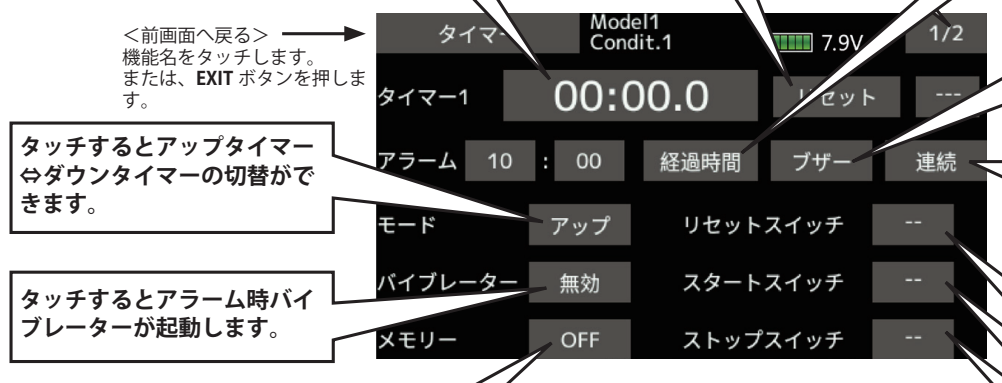 <前画面へ戻る>
機能名をタッチします。
または、EXIT ボタンを押しま
す。
タッチするとアップタイマー
⇔ダウンタイマーの切替がで
きます。
タッチするとアラーム時バイ
ブレーターが起動します。
タイマー
Model1
Condit.1
7.9V
1/2
タイマー1 00:00.0 リセット ---
アラーム 10 : 00 経過時間 ブザー 連続
モード アップ リセットスイッチ --
バイブレーター 無効 スタートスイッチ --
メモリー OFF ストップスイッチ --